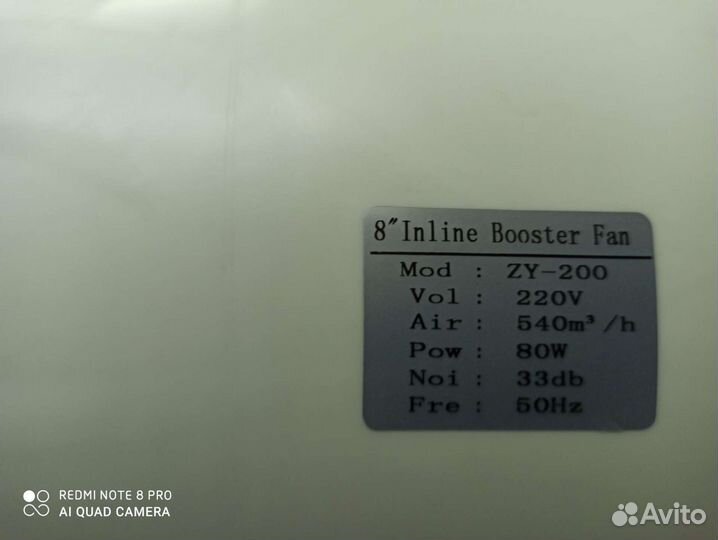 8" Inline Booster Fan
Mod : ZY-200
Vol : 220V
Air : 540m³/h
Pow : 80W
Noi : 33db
Fre : 50Hz
REDMI NOTE 8 PRO
AI QUAD CAMERA
Avito